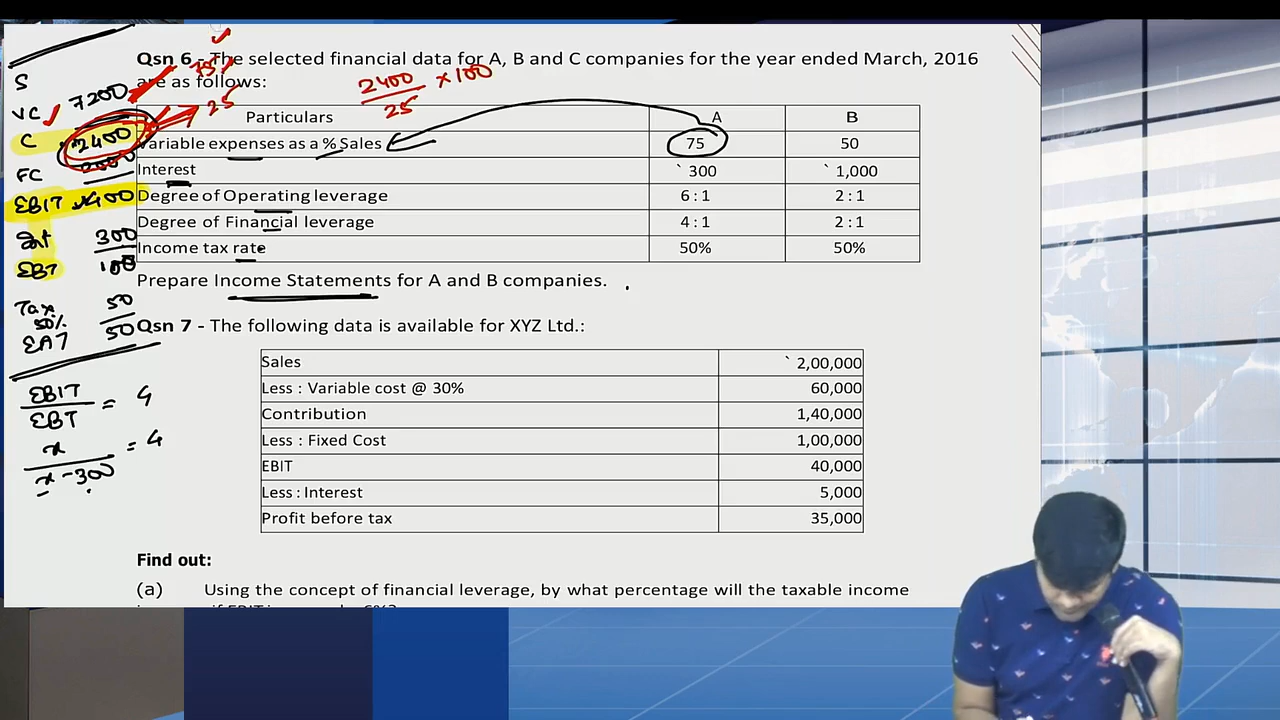 Qsn 6 - The selected financial data for A, B and C companies for the year ended March, 2016
are as follows:
2400 / 25 × 100
75%
25
Particulars A B
Variable expenses as a % Sales 75 50
Interest ` 300 ` 1,000
Degree of Operating leverage 6 : 1 2 : 1
Degree of Financial leverage 4 : 1 2 : 1
Income tax rate 50% 50%
Prepare Income Statements for A and B companies.
S
VC 7200
C 2400
FC 2000
EBIT 400
Int 300
EBT 100
Tax 50% 50
EAT 50
EBIT / EBT = 4
x / x - 300 = 4
Qsn 7 - The following data is available for XYZ Ltd.:
Sales ` 2,00,000
Less : Variable cost @ 30% 60,000
Contribution 1,40,000
Less : Fixed Cost 1,00,000
EBIT 40,000
Less : Interest 5,000
Profit before tax 35,000
Find out:
(a) Using the concept of financial leverage, by what percentage will the taxable income